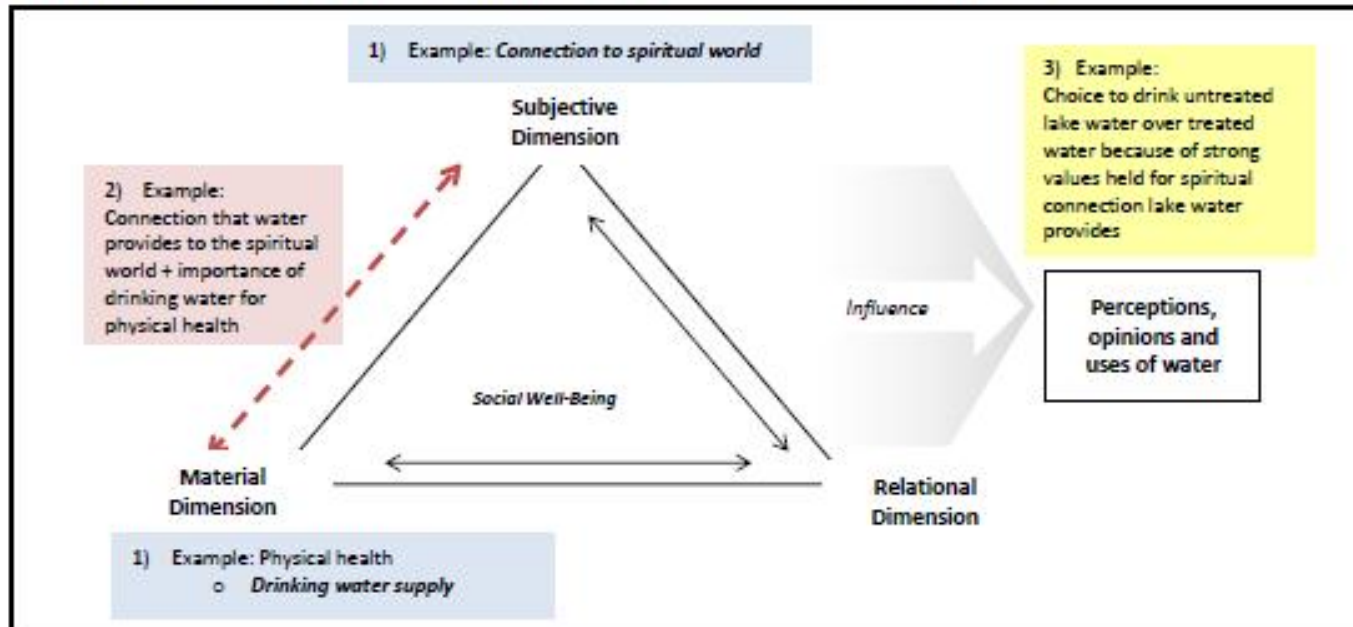 1) Example: Connection to spiritual world
Subjective
Dimension
2) Example:
Connection that water
provides to the spiritual
world + importance of
drinking water for
physical health
Social Well-Being
Material
Dimension
1) Example: Physical health
o Drinking water supply
Relational
Dimension
Influence
3) Example:
Choice to drink untreated
lake water over treated
water because of strong
values held for spiritual
connection lake water
provides
Perceptions,
opinions and
uses of water